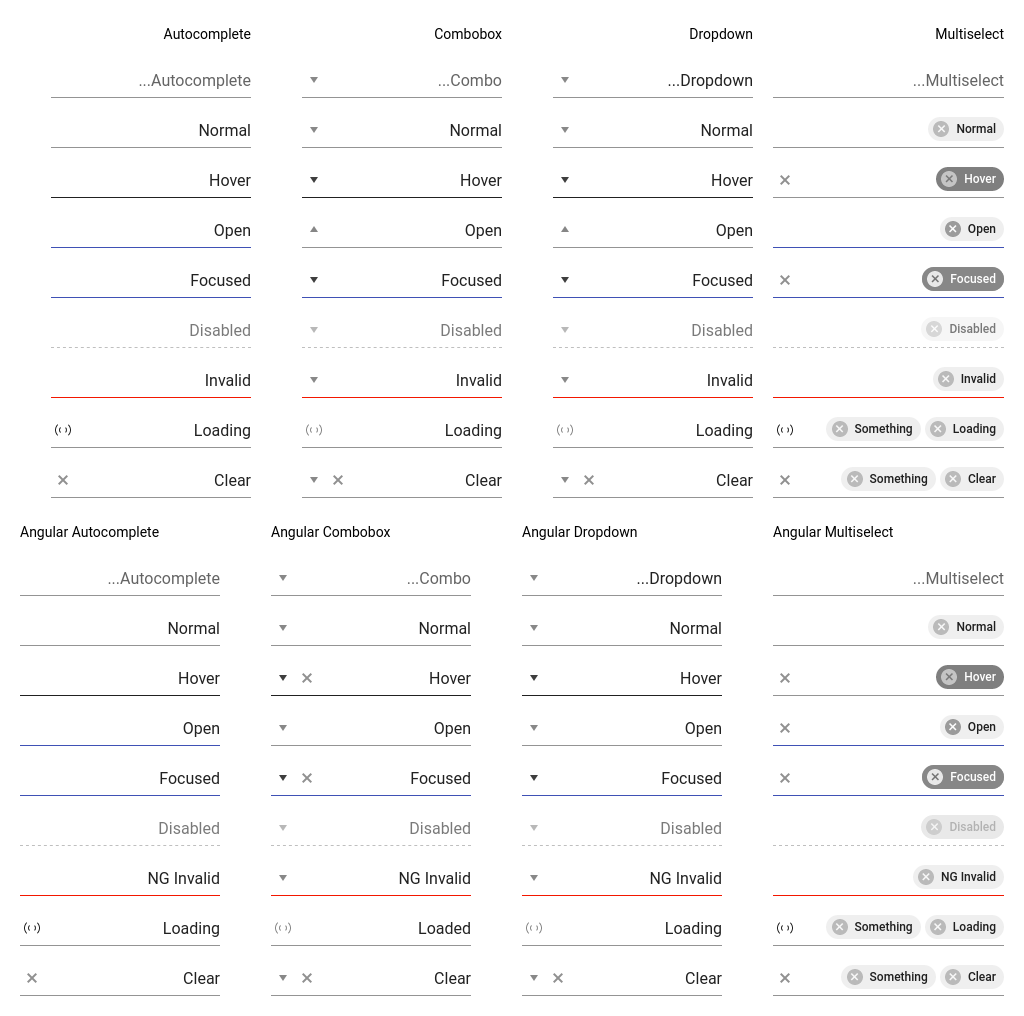 Autocomplete Combobox Dropdown Multiselect
...Autocomplete ...Combo ...Dropdown ...Multiselect
Normal Normal Normal Normal
Hover Hover Hover Hover
Open Open Open Open
Focused Focused Focused Focused
Disabled Disabled Disabled Disabled
Invalid Invalid Invalid Invalid
Loading Loading Loading Something Loading
Clear Clear Clear Something Clear
Angular Autocomplete Angular Combobox Angular Dropdown Angular Multiselect
...Autocomplete ...Combo ...Dropdown ...Multiselect
Normal Normal Normal Normal
Hover Hover Hover Hover
Open Open Open Open
Focused Focused Focused Focused
Disabled Disabled Disabled Disabled
NG Invalid NG Invalid NG Invalid NG Invalid
Loading Loaded Loading Something Loading
Clear Clear Clear Something Clear